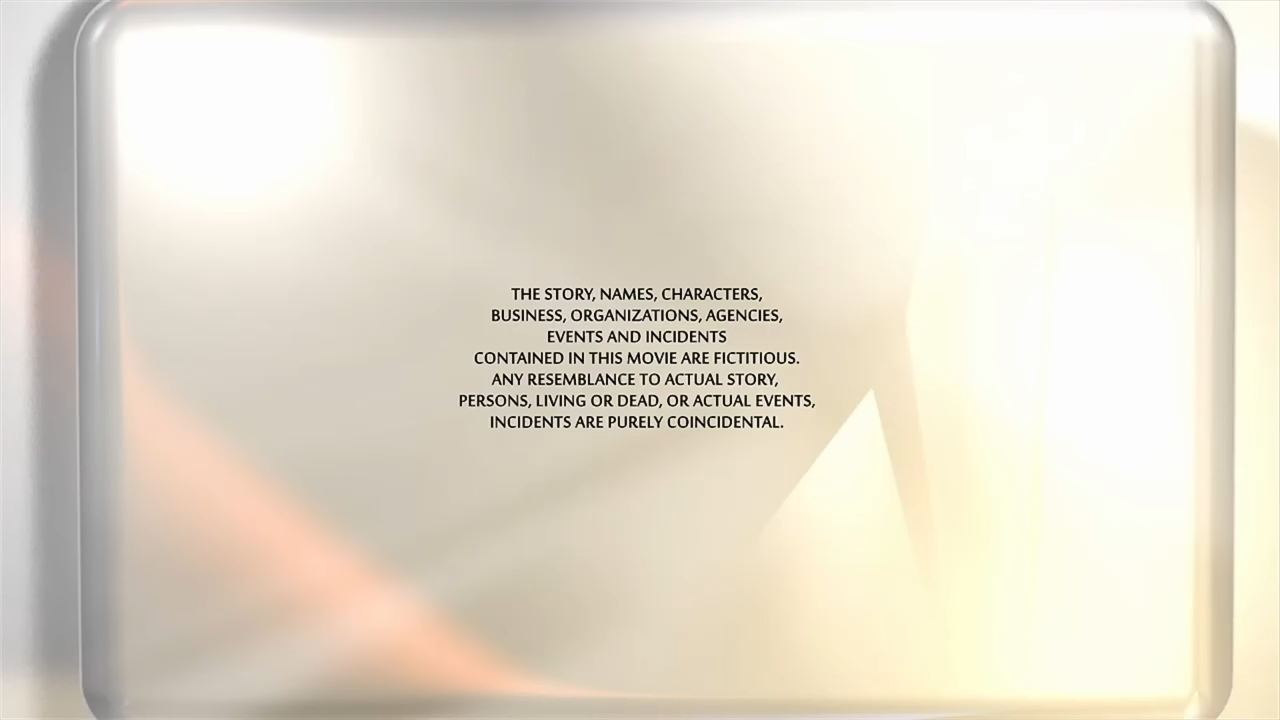 THE STORY, NAMES, CHARACTERS,
BUSINESS, ORGANIZATIONS, AGENCIES,
EVENTS AND INCIDENTS
CONTAINED IN THIS MOVIE ARE FICTITIOUS.
ANY RESEMBLANCE TO ACTUAL STORY,
PERSONS, LIVING OR DEAD, OR ACTUAL EVENTS,
INCIDENTS ARE PURELY COINCIDENTAL.